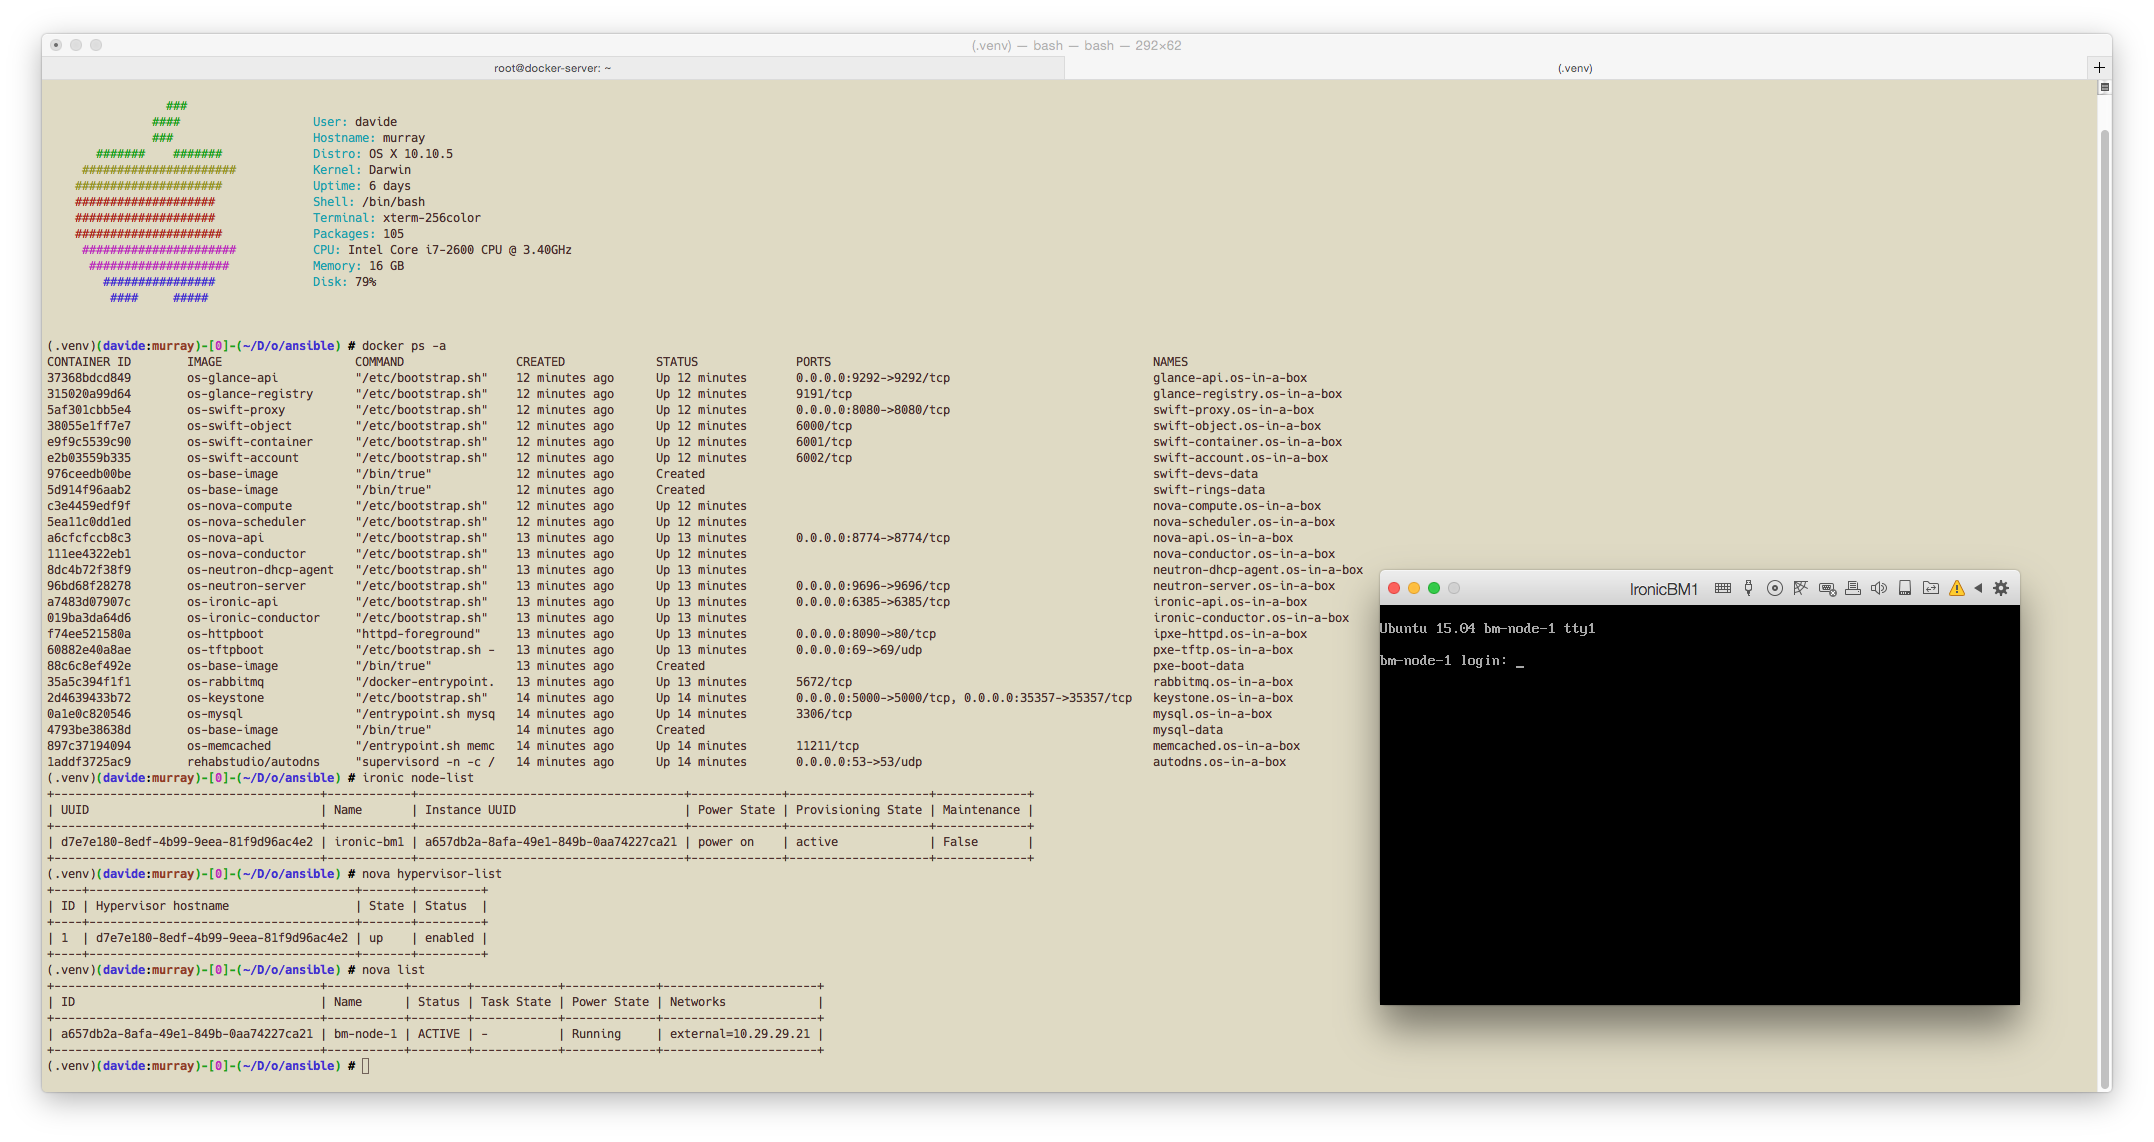 (.venv) — bash — bash — 292×62
root@docker-server: ~
(.venv)
+
###
####
###
#######    #######
######################
#####################
####################
####################
#####################
######################
####################
################
####     #####
User: davide
Hostname: murray
Distro: OS X 10.10.5
Kernel: Darwin
Uptime: 6 days
Shell: /bin/bash
Terminal: xterm-256color
Packages: 105
CPU: Intel Core i7-2600 CPU @ 3.40GHz
Memory: 16 GB
Disk: 79%
(.venv)(davide:murray)-[0]-(~/D/o/ansible) # docker ps -a
CONTAINER ID        IMAGE                   COMMAND                CREATED             STATUS              PORTS                                              NAMES
37368bdcd849        os-glance-api           "/etc/bootstrap.sh"    12 minutes ago      Up 12 minutes       0.0.0.0:9292->9292/tcp                             glance-api.os-in-a-box
315020a99d64        os-glance-registry      "/etc/bootstrap.sh"    12 minutes ago      Up 12 minutes       9191/tcp                                           glance-registry.os-in-a-box
5af301cbb5e4        os-swift-proxy          "/etc/bootstrap.sh"    12 minutes ago      Up 12 minutes       0.0.0.0:8080->8080/tcp                             swift-proxy.os-in-a-box
38055e1ff7e7        os-swift-object         "/etc/bootstrap.sh"    12 minutes ago      Up 12 minutes       6000/tcp                                           swift-object.os-in-a-box
e9f9c5539c90        os-swift-container      "/etc/bootstrap.sh"    12 minutes ago      Up 12 minutes       6001/tcp                                           swift-container.os-in-a-box
e2b03559b335        os-swift-account        "/etc/bootstrap.sh"    12 minutes ago      Up 12 minutes       6002/tcp                                           swift-account.os-in-a-box
976ceedb00be        os-base-image           "/bin/true"            12 minutes ago      Created                                                                swift-devs-data
5d914f96aab2        os-base-image           "/bin/true"            12 minutes ago      Created                                                                swift-rings-data
c3e4459edf9f        os-nova-compute         "/etc/bootstrap.sh"    12 minutes ago      Up 12 minutes                                                          nova-compute.os-in-a-box
5ea11c0dd1ed        os-nova-scheduler       "/etc/bootstrap.sh"    12 minutes ago      Up 12 minutes                                                          nova-scheduler.os-in-a-box
a6cfcfccb8c3        os-nova-api             "/etc/bootstrap.sh"    13 minutes ago      Up 13 minutes       0.0.0.0:8774->8774/tcp                             nova-api.os-in-a-box
111ee4322eb1        os-nova-conductor       "/etc/bootstrap.sh"    13 minutes ago      Up 12 minutes                                                          nova-conductor.os-in-a-box
8dc4b72f38f9        os-neutron-dhcp-agent   "/etc/bootstrap.sh"    13 minutes ago      Up 13 minutes                                                          neutron-dhcp-agent.os-in-a-box
96bd68f28278        os-neutron-server       "/etc/bootstrap.sh"    13 minutes ago      Up 13 minutes       0.0.0.0:9696->9696/tcp                             neutron-server.os-in-a-box
a7483d07907c        os-ironic-api           "/etc/bootstrap.sh"    13 minutes ago      Up 13 minutes       0.0.0.0:6385->6385/tcp                             ironic-api.os-in-a-box
019ba3da64d6        os-ironic-conductor     "/etc/bootstrap.sh"    13 minutes ago      Up 13 minutes                                                          ironic-conductor.os-in-a-box
f74ee521580a        os-httpboot             "httpd-foreground"     13 minutes ago      Up 13 minutes       0.0.0.0:8090->80/tcp                               ipxe-httpd.os-in-a-box
60882e40a8ae        os-tftpboot             "/etc/bootstrap.sh -   13 minutes ago      Up 13 minutes       0.0.0.0:69->69/udp                                 pxe-tftp.os-in-a-box
88c6c8ef492e        os-base-image           "/bin/true"            13 minutes ago      Created                                                                pxe-boot-data
35a5c394f1f1        os-rabbitmq             "/docker-entrypoint.   13 minutes ago      Up 13 minutes       5672/tcp                                           rabbitmq.os-in-a-box
2d4639433b72        os-keystone             "/etc/bootstrap.sh"    14 minutes ago      Up 14 minutes       0.0.0.0:5000->5000/tcp, 0.0.0.0:35357->35357/tcp   keystone.os-in-a-box
0a1e0c820546        os-mysql                "/entrypoint.sh mysq   14 minutes ago      Up 14 minutes       3306/tcp                                           mysql.os-in-a-box
4793be38638d        os-base-image           "/bin/true"            14 minutes ago      Created                                                                mysql-data
897c37194094        os-memcached            "/entrypoint.sh memc   14 minutes ago      Up 14 minutes       11211/tcp                                          memcached.os-in-a-box
1addf3725ac9        rehabstudio/autodns     "supervisord -n -c /   14 minutes ago      Up 14 minutes       0.0.0.0:53->53/udp                                 autodns.os-in-a-box
(.venv)(davide:murray)-[0]-(~/D/o/ansible) # ironic node-list
| UUID                                 | Name       | Instance UUID                        | Power State | Provisioning State | Maintenance |
| d7e7e180-8edf-4b99-9eea-81f9d96ac4e2 | ironic-bm1 | a657db2a-8afa-49e1-849b-0aa74227ca21 | power on    | active             | False       |
(.venv)(davide:murray)-[0]-(~/D/o/ansible) # nova hypervisor-list
| ID | Hypervisor hostname                  | State | Status  |
| 1  | d7e7e180-8edf-4b99-9eea-81f9d96ac4e2 | up    | enabled |
(.venv)(davide:murray)-[0]-(~/D/o/ansible) # nova list
| ID                                   | Name      | Status | Task State | Power State | Networks             |
| a657db2a-8afa-49e1-849b-0aa74227ca21 | bm-node-1 | ACTIVE | -          | Running     | external=10.29.29.21 |
(.venv)(davide:murray)-[0]-(~/D/o/ansible) #
IronicBM1
Ubuntu 15.04 bm-node-1 tty1
bm-node-1 login: _